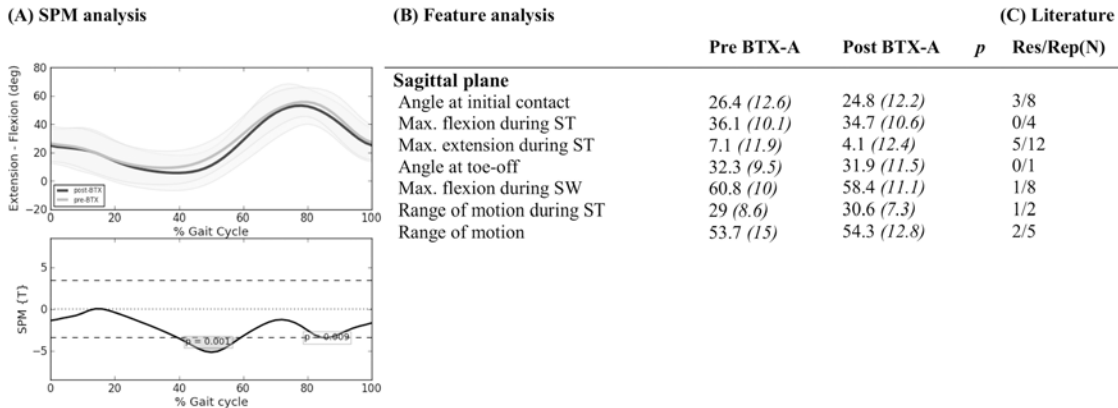 (A) SPM analysis
(B) Feature analysis
(C) Literature
Pre BTX-A Post BTX-A p Res/Rep(N)
Sagittal plane
Angle at initial contact 26.4 (12.6) 24.8 (12.2) 3/8
Max. flexion during ST 36.1 (10.1) 34.7 (10.6) 0/4
Max. extension during ST 7.1 (11.9) 4.1 (12.4) 5/12
Angle at toe-off 32.3 (9.5) 31.9 (11.5) 0/1
Max. flexion during SW 60.8 (10) 58.4 (11.1) 1/8
Range of motion during ST 29 (8.6) 30.6 (7.3) 1/2
Range of motion 53.7 (15) 54.3 (12.8) 2/5
Extension - Flexion (deg)
80
60
40
20
0
−20
post-BTX
pre-BTX
0 20 40 60 80 100
% Gait Cycle
SPM {T}
5
0
−5
p = 0.001
p = 0.009
0 20 40 60 80 100
% Gait cycle